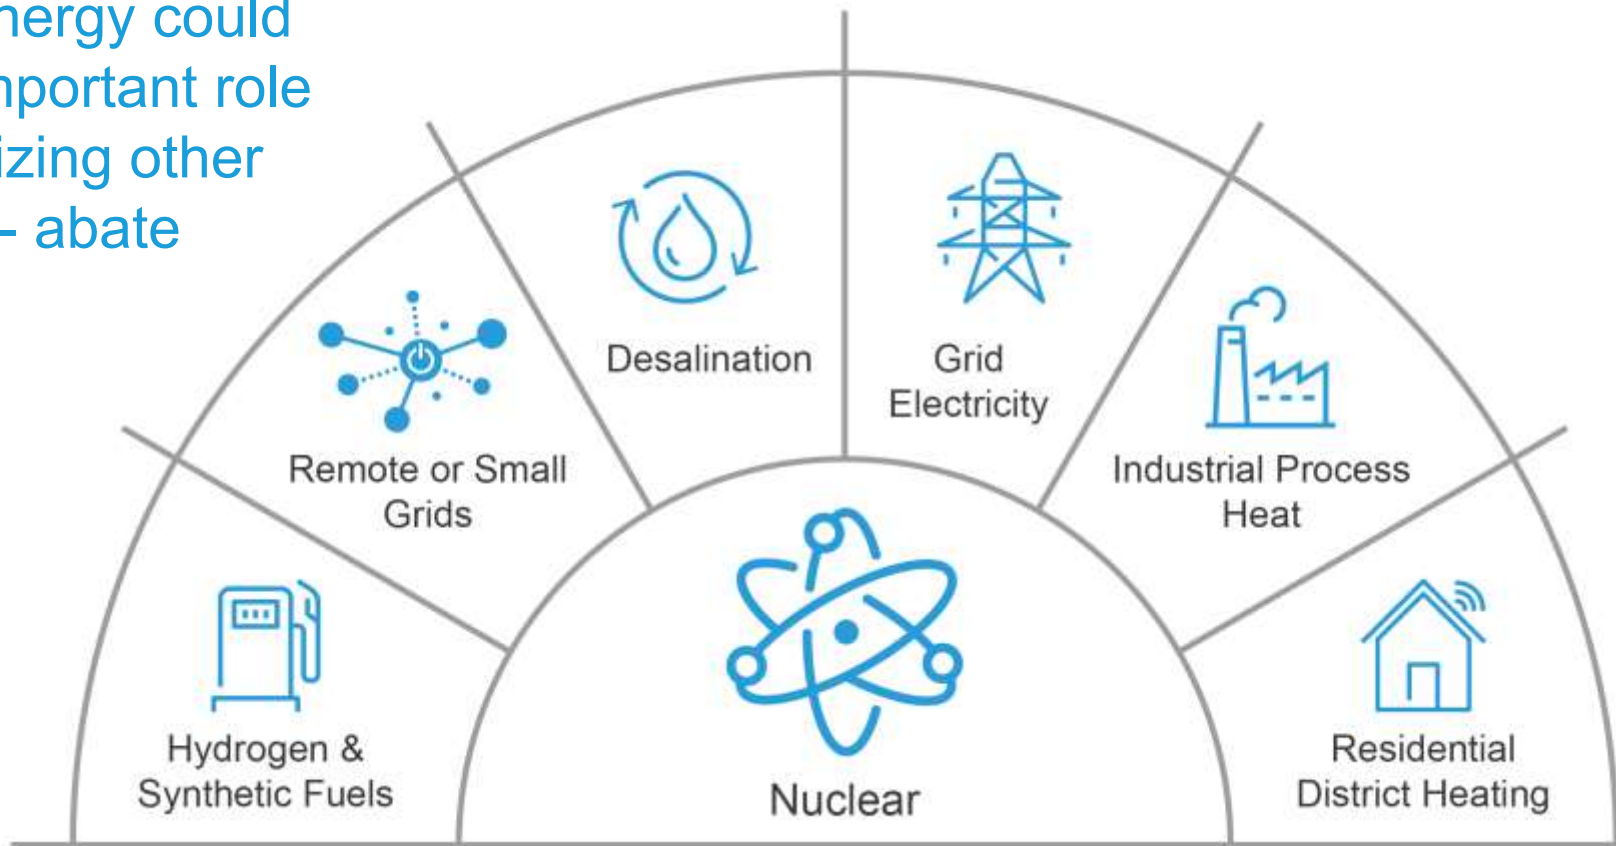 nergy could
mportant role
izing other
– abate
Desalination
Grid
Electricity
Remote or Small
Grids
Industrial Process
Heat
Hydrogen &
Synthetic Fuels
Nuclear
Residential
District Heating